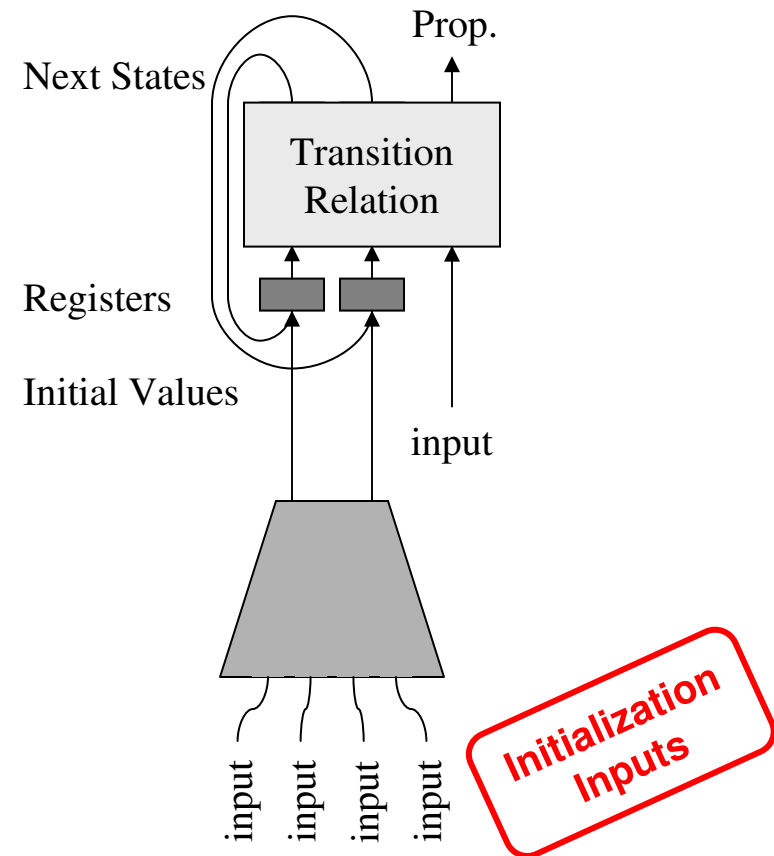 Prop.
Next States
Transition
Relation
Registers
Initial Values
input
Initialization
Inputs
input
input
input
input